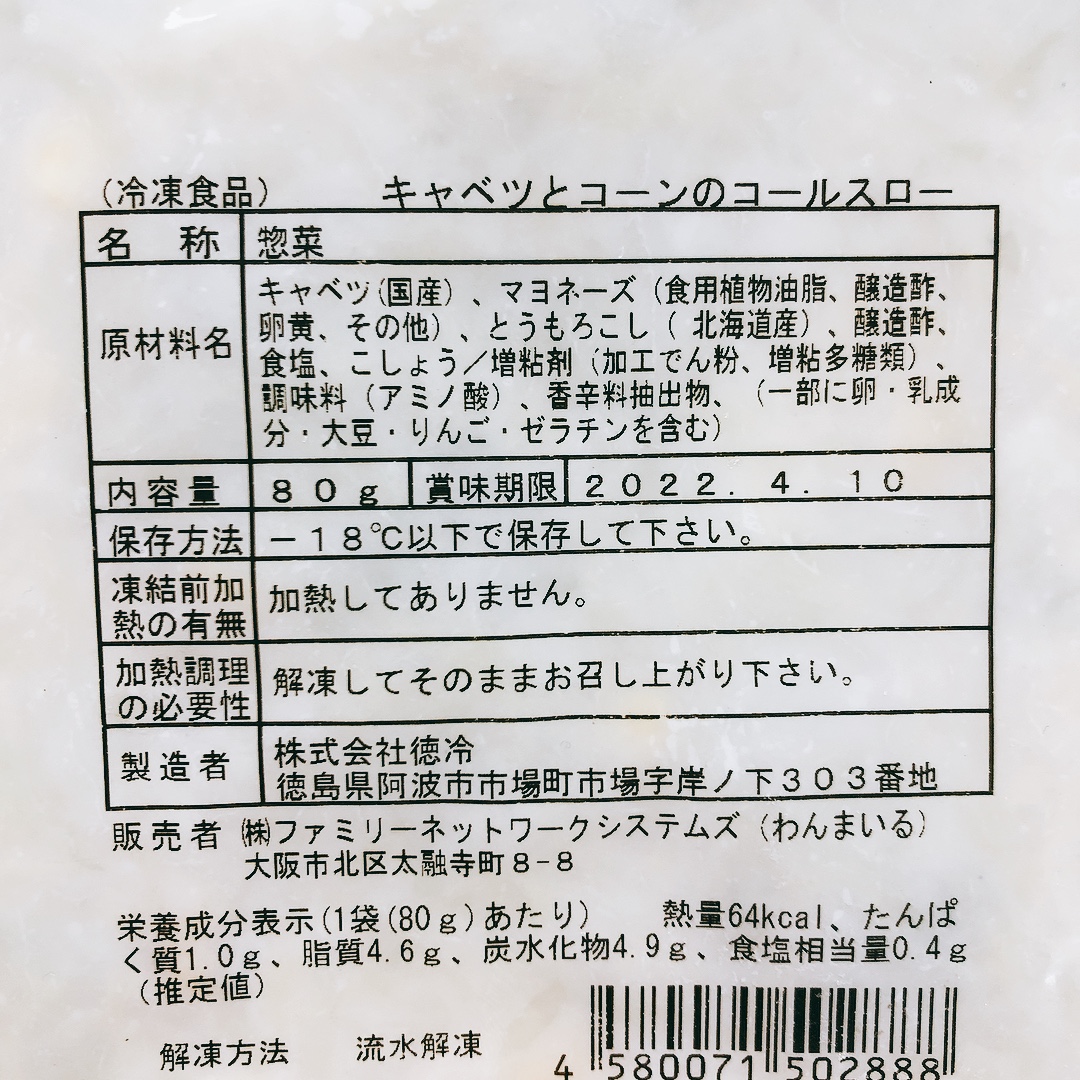 （冷凍食品） キャベツとコーンのコールスロー
名　称 惣菜
原材料名 キャベツ（国産）、マヨネーズ（食用植物油脂、醸造酢、
卵黄、その他）、とうもろこし（ 北海道産）、醸造酢、
食塩、こしょう／増粘剤（加工でん粉、増粘多糖類）、
調味料（アミノ酸）、香辛料抽出物、（一部に卵・乳成
分・大豆・りんご・ゼラチンを含む）
内容量 ８０ｇ 賞味期限 ２０２２．４．１０
保存方法 －１８℃以下で保存して下さい。
凍結前加
熱の有無 加熱してありません。
加熱調理
の必要性 解凍してそのままお召し上がり下さい。
製造者 株式会社徳冷
徳島県阿波市市場町市場字岸ノ下３０３番地
販売者 ㈱ファミリーネットワークシステムズ（わんまいる）
大阪市北区太融寺町８-８
栄養成分表示(1袋(80ｇ)あたり） 熱量64kcal、たんぱ
く質1.0ｇ、脂質4.6ｇ、炭水化物4.9ｇ、食塩相当量0.4ｇ
（推定値）
解凍方法 流水解凍
4 580071 502888